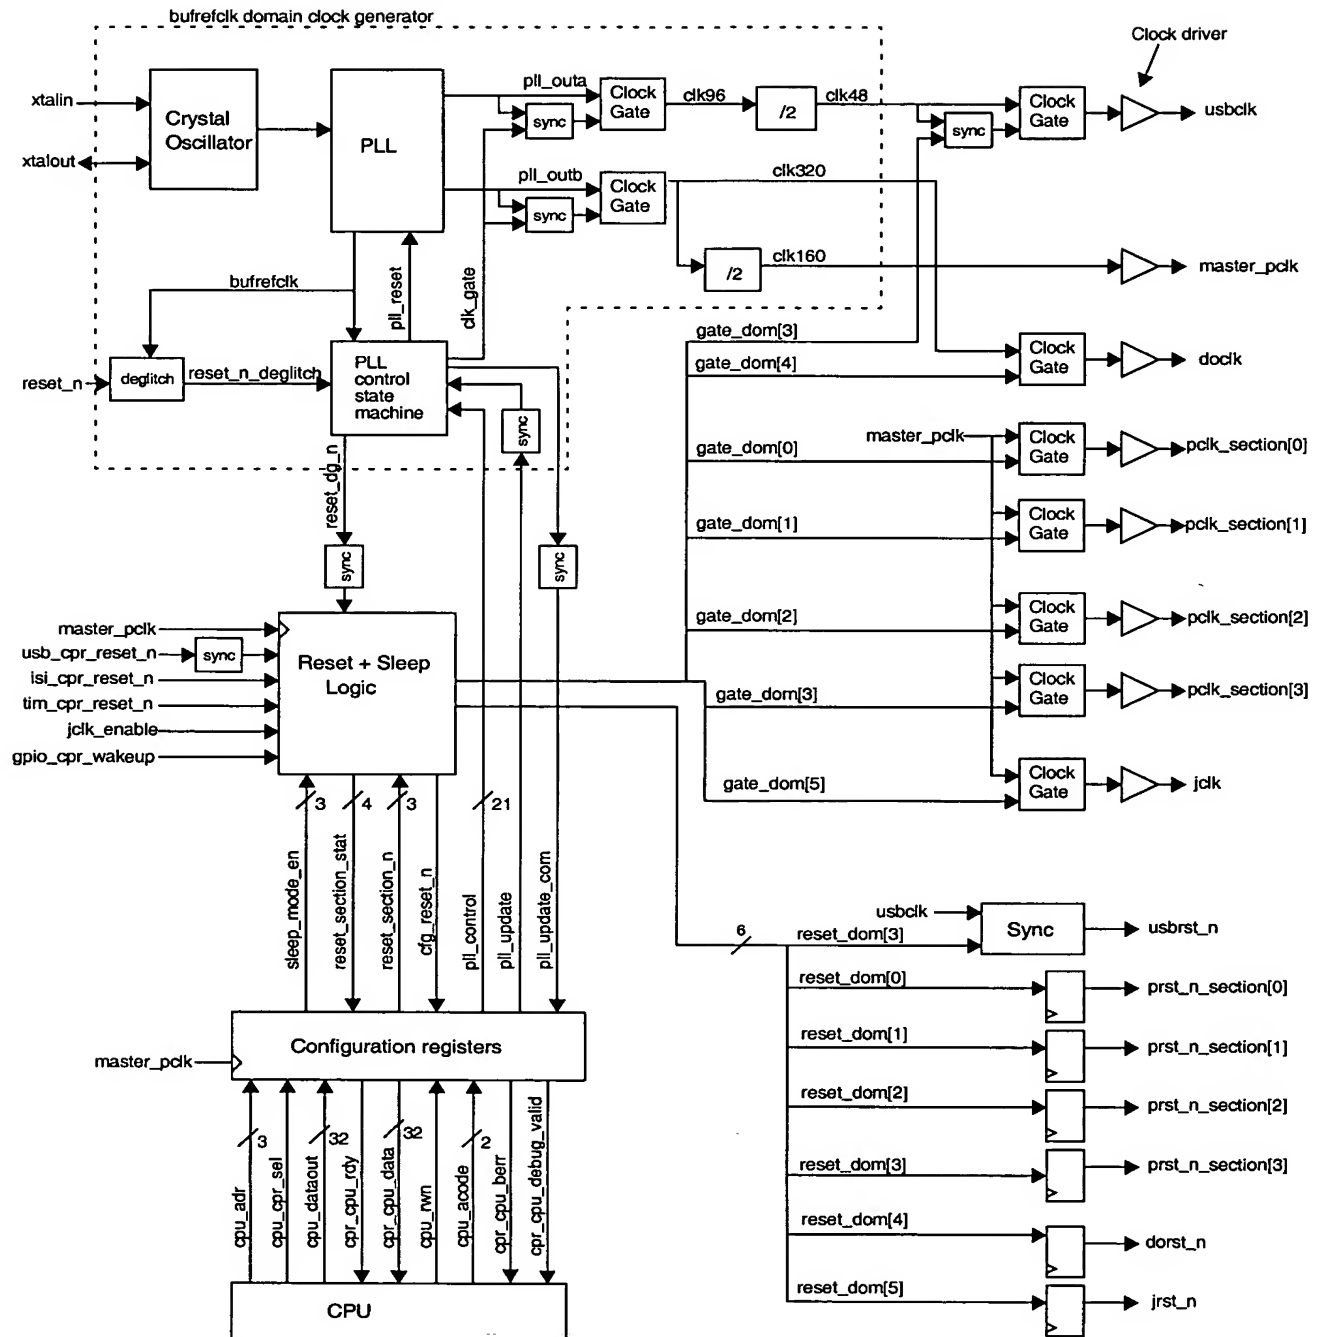 bufrefclk domain clock generator
Clock driver
xtalin
xtalout
Crystal
Oscillator
PLL
pll_outa
sync
Clock
Gate
clk96
/2
clk48
sync
Clock
Gate
usbclk
pll_outb
sync
Clock
Gate
clk320
/2
clk160
master_pclk
bufrefclk
pll_reset
clk_gate
reset_n
deglitch
reset_n_deglitch
PLL
control
state
machine
sync
gate_dom[3]
gate_dom[4]
Clock
Gate
doclk
reset_dg_n
sync
sync
master_pclk
gate_dom[0]
Clock
Gate
pclk_section[0]
gate_dom[1]
Clock
Gate
pclk_section[1]
gate_dom[2]
Clock
Gate
pclk_section[2]
gate_dom[3]
Clock
Gate
pclk_section[3]
gate_dom[5]
Clock
Gate
jclk
master_pclk
usb_cpr_reset_n
sync
isi_cpr_reset_n
tim_cpr_reset_n
jclk_enable
gpio_cpr_wakeup
Reset + Sleep
Logic
3
4
3
21
sleep_mode_en
reset_section_stat
reset_section_n
cfg_reset_n
pll_control
pll_update
pll_update_com
6
usbclk
reset_dom[3]
Sync
usbrst_n
reset_dom[0]
prst_n_section[0]
reset_dom[1]
prst_n_section[1]
reset_dom[2]
prst_n_section[2]
reset_dom[3]
prst_n_section[3]
reset_dom[4]
dorst_n
reset_dom[5]
jrst_n
master_pclk
Configuration registers
3
32
32
2
cpu_adr
cpu_cpr_sel
cpu_dataout
cpr_cpu_rdy
cpr_cpu_data
cpu_rwn
cpu_acode
cpr_cpu_berr
cpr_cpu_debug_valid
CPU